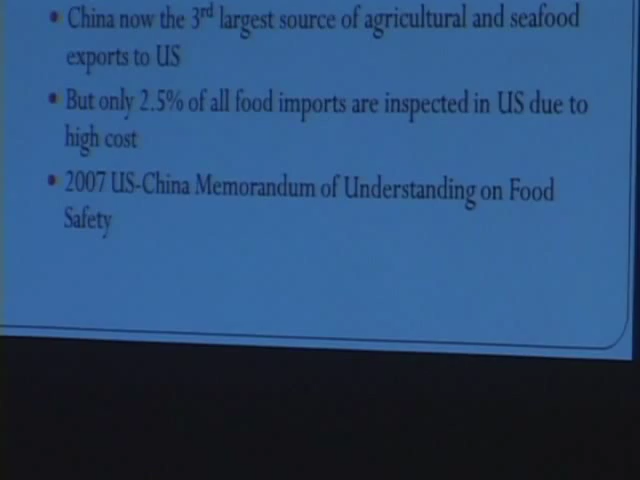 • China now the 3rd largest source of agricultural and seafood
exports to US
• But only 2.5% of all food imports are inspected in US due to
high cost
• 2007 US-China Memorandum of Understanding on Food
Safety